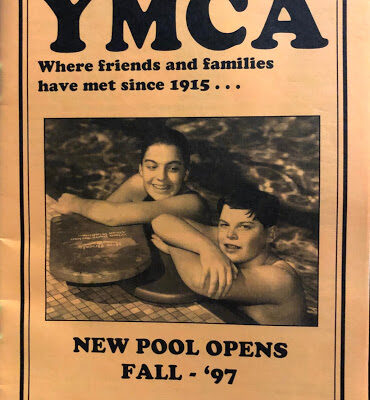 YMCA
Where friends and families
have met since 1915 . . .
NEW POOL OPENS
FALL - ‘97